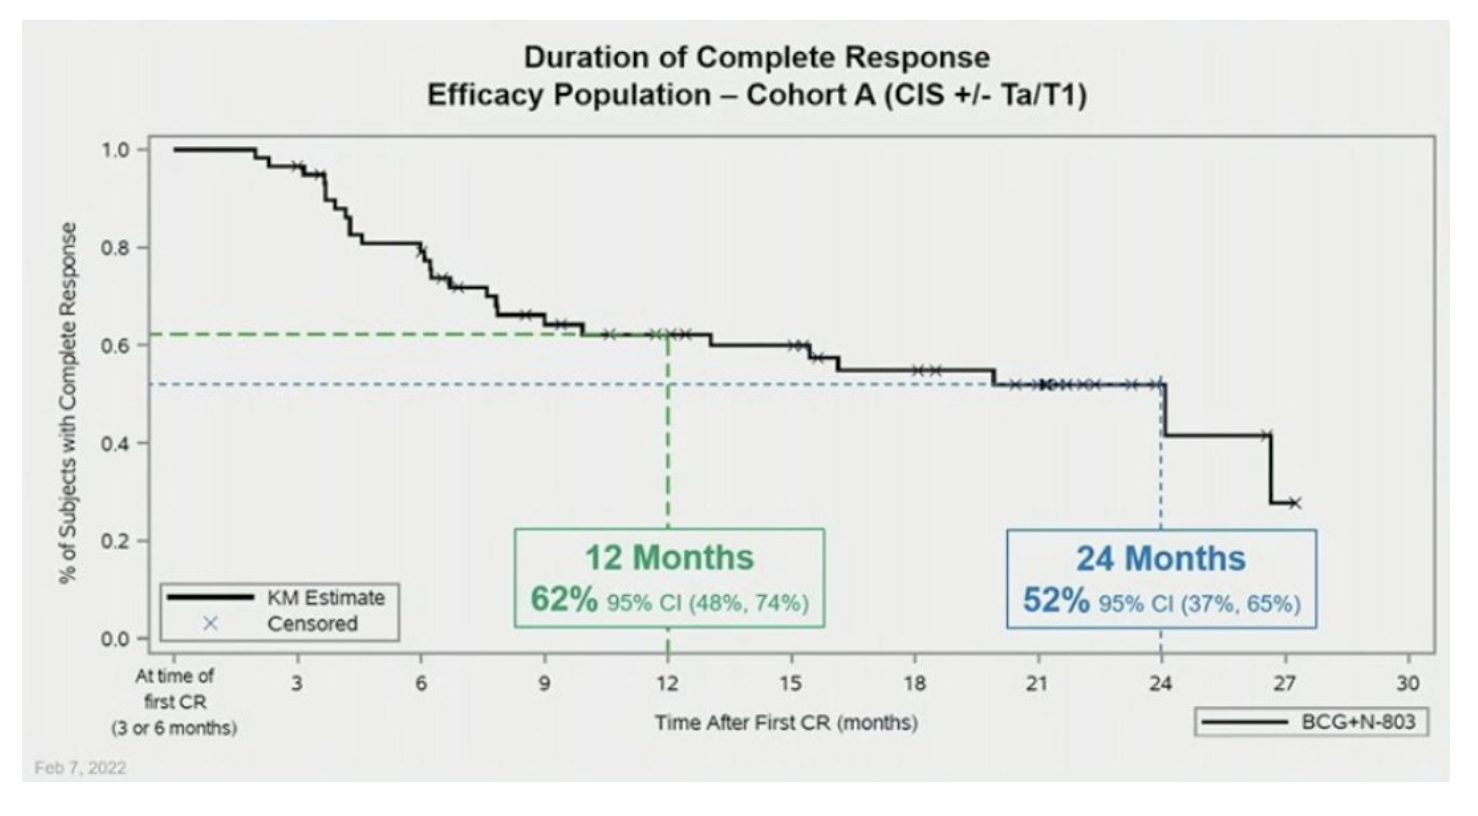 Duration of Complete Response
Efficacy Population – Cohort A (CIS +/- Ta/T1)
% of Subjects with Complete Response
1.0
0.8
0.6
0.4
0.2
0.0
12 Months
62% 95% CI (48%, 74%)
24 Months
52% 95% CI (37%, 65%)
KM Estimate
Censored
At time of
first CR
(3 or 6 months)
3
6
9
12
15
18
21
24
27
30
Time After First CR (months)
BCG+N-803
Feb 7, 2022